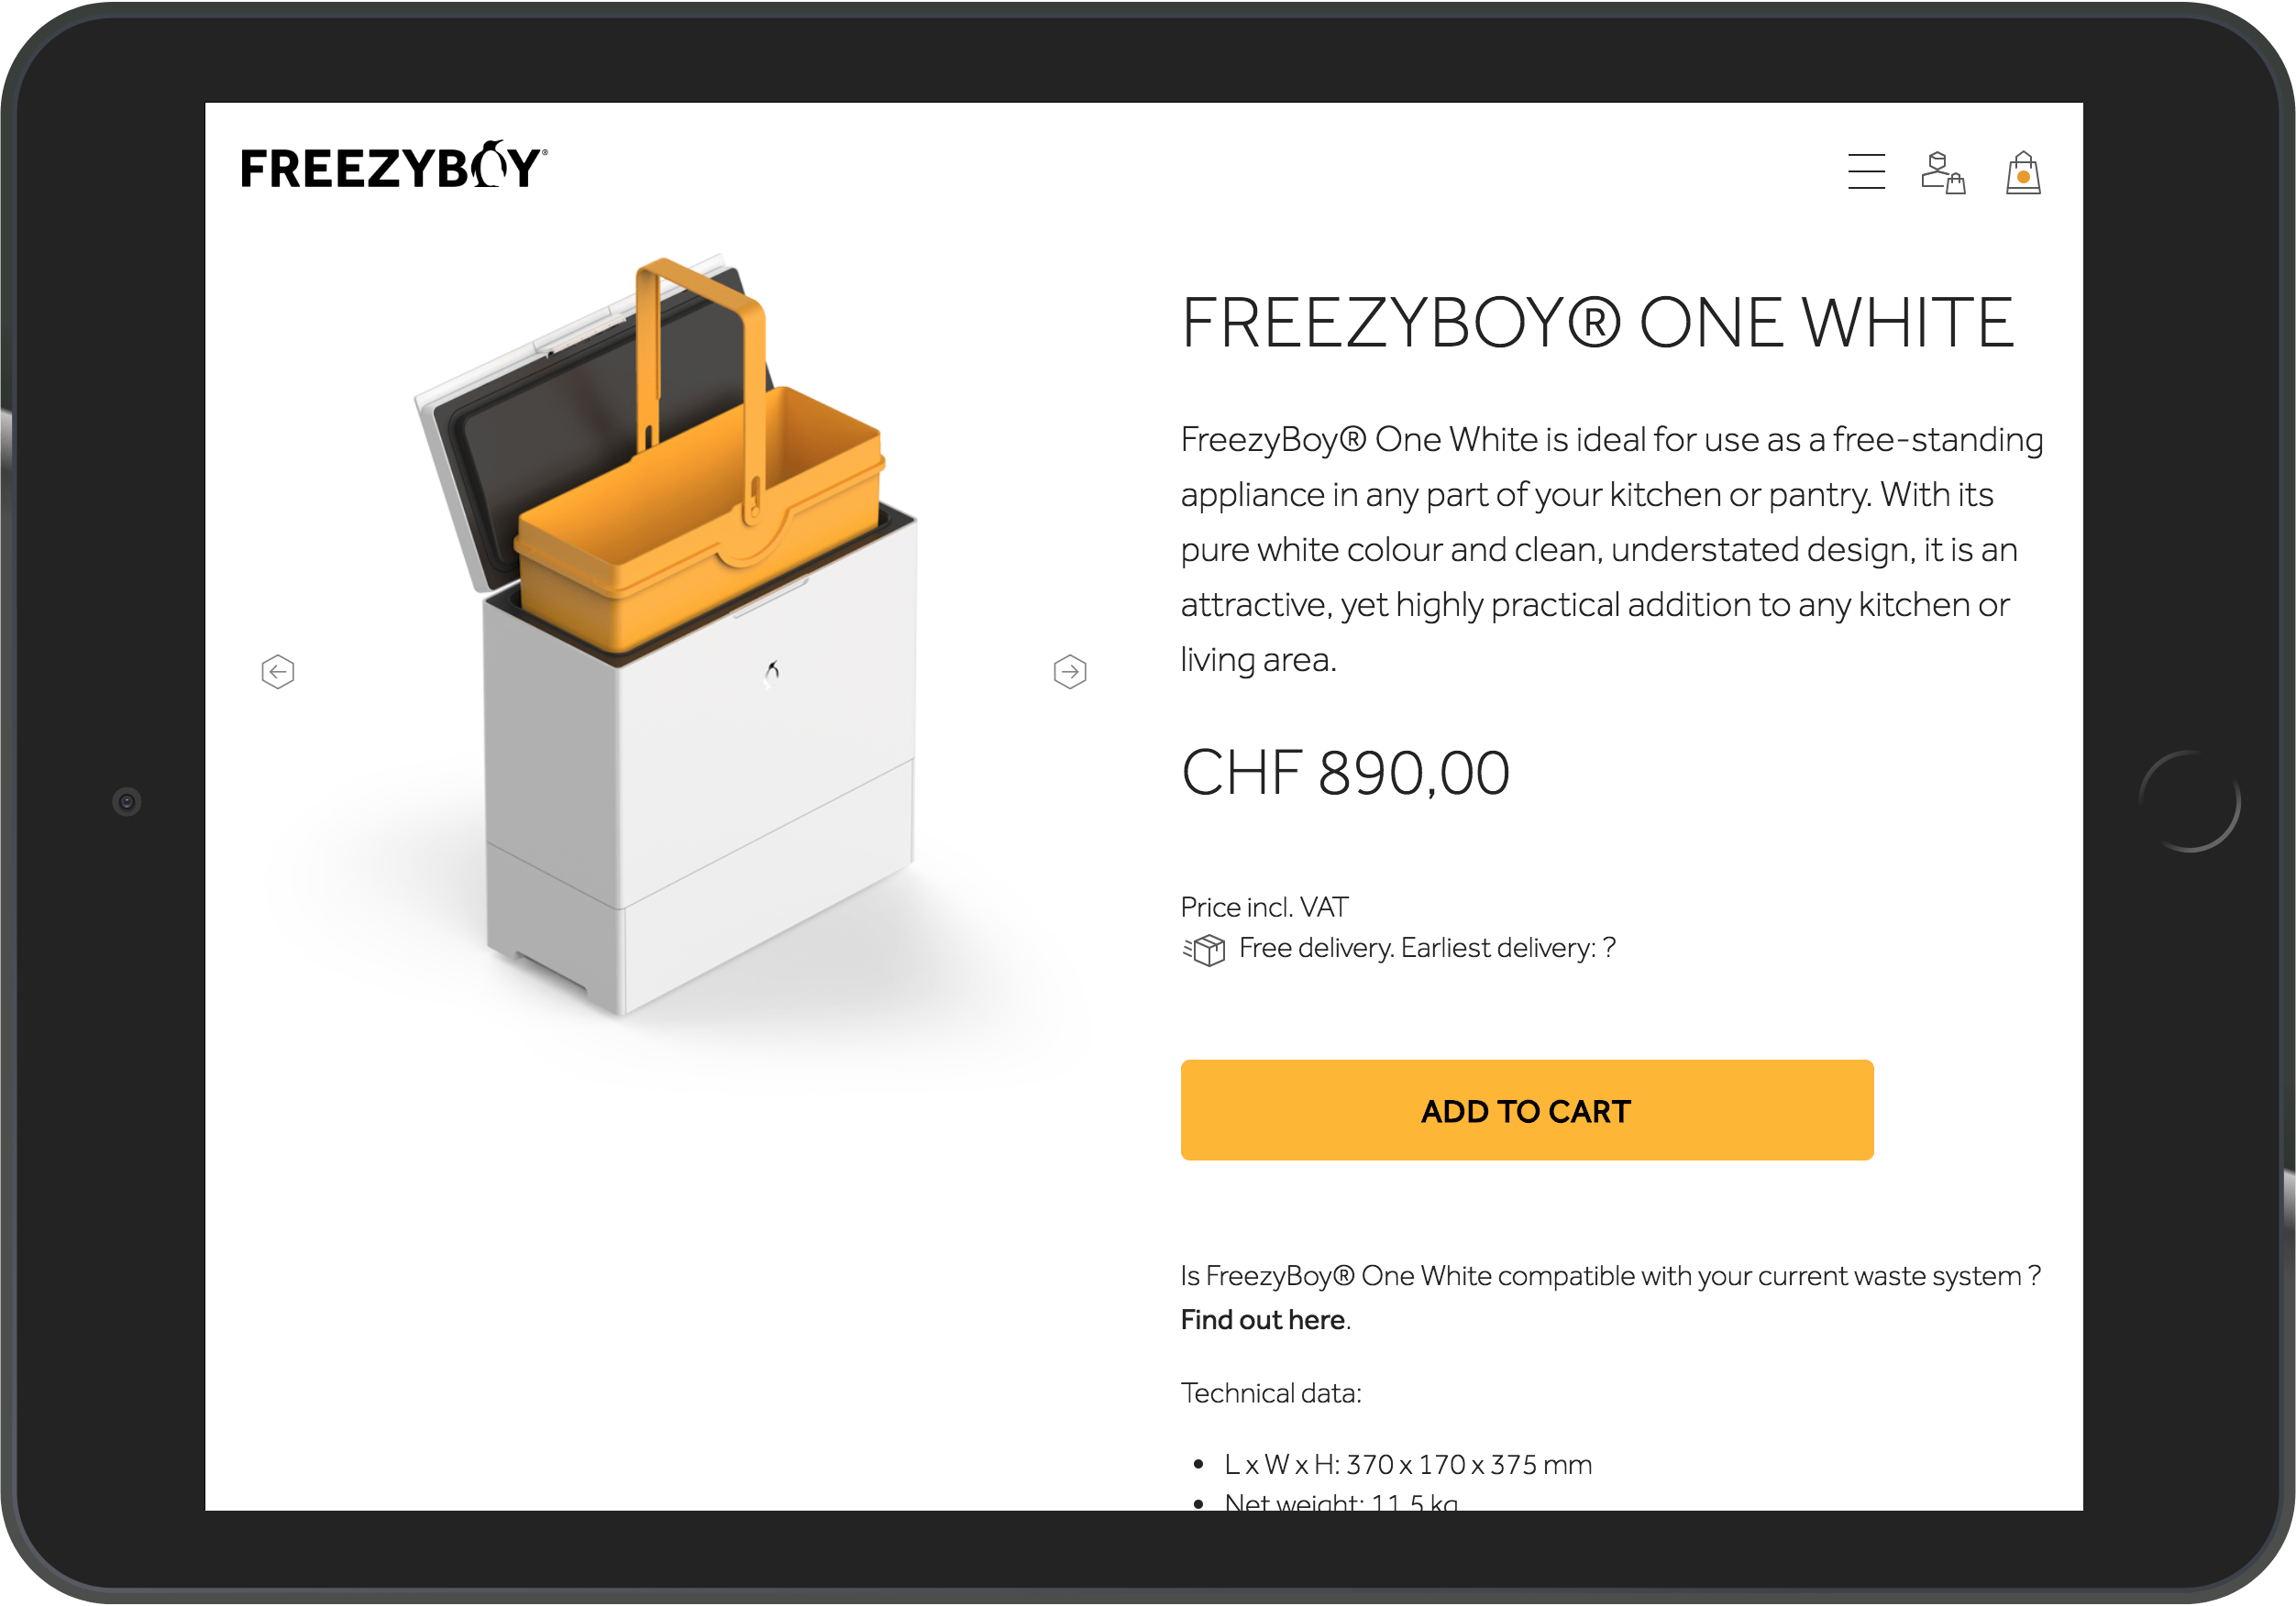 FREEZYBOY®
FREEZYBOY® ONE WHITE
FreezyBoy® One White is ideal for use as a free-standing
appliance in any part of your kitchen or pantry. With its
pure white colour and clean, understated design, it is an
attractive, yet highly practical addition to any kitchen or
living area.
CHF 890,00
Price incl. VAT
Free delivery. Earliest delivery: ?
ADD TO CART
Is FreezyBoy® One White compatible with your current waste system ?
Find out here.
Technical data:
• L x W x H: 370 x 170 x 375 mm
• Net weight: 11.5 kg